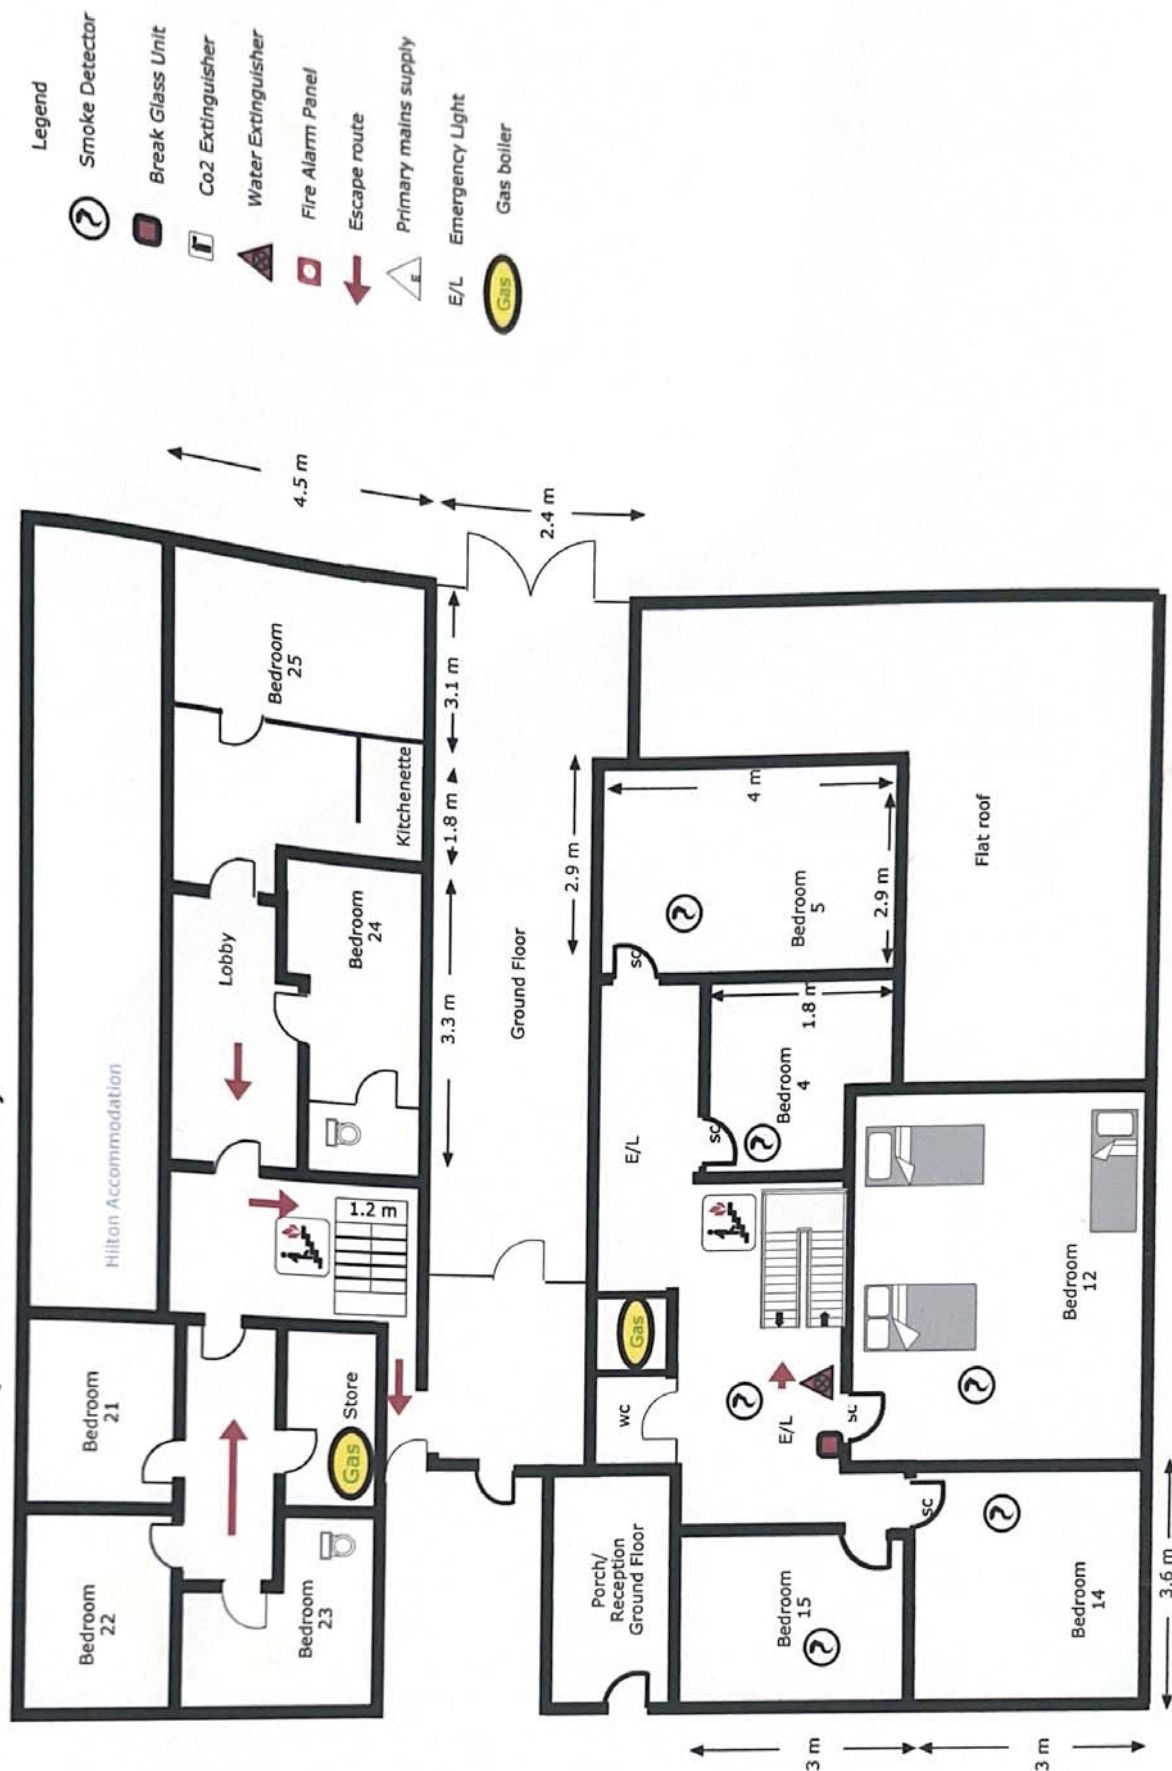 Legend
Smoke Detector
Break Glass Unit
Co2 Extinguisher
Water Extinguisher
Fire Alarm Panel
Escape route
E
Primary mains supply
E/L
Emergency Light
Gas
Gas boiler
Hilton Accommodation
Bedroom
22
Bedroom
21
Bedroom
23
Gas
Store
1.2 m
Lobby
Bedroom
24
Kitchenette
Bedroom
25
4.5 m
2.4 m
3.3 m
1.8 m
3.1 m
Ground Floor
2.9 m
Porch/
Reception
Ground Floor
wc
Gas
E/L
sc
sc
Bedroom
4
1.8 m
Bedroom
5
4 m
2.9 m
E/L
sc
sc
Bedroom
15
Bedroom
14
Bedroom
12
Flat roof
3 m
3 m
3.6 m